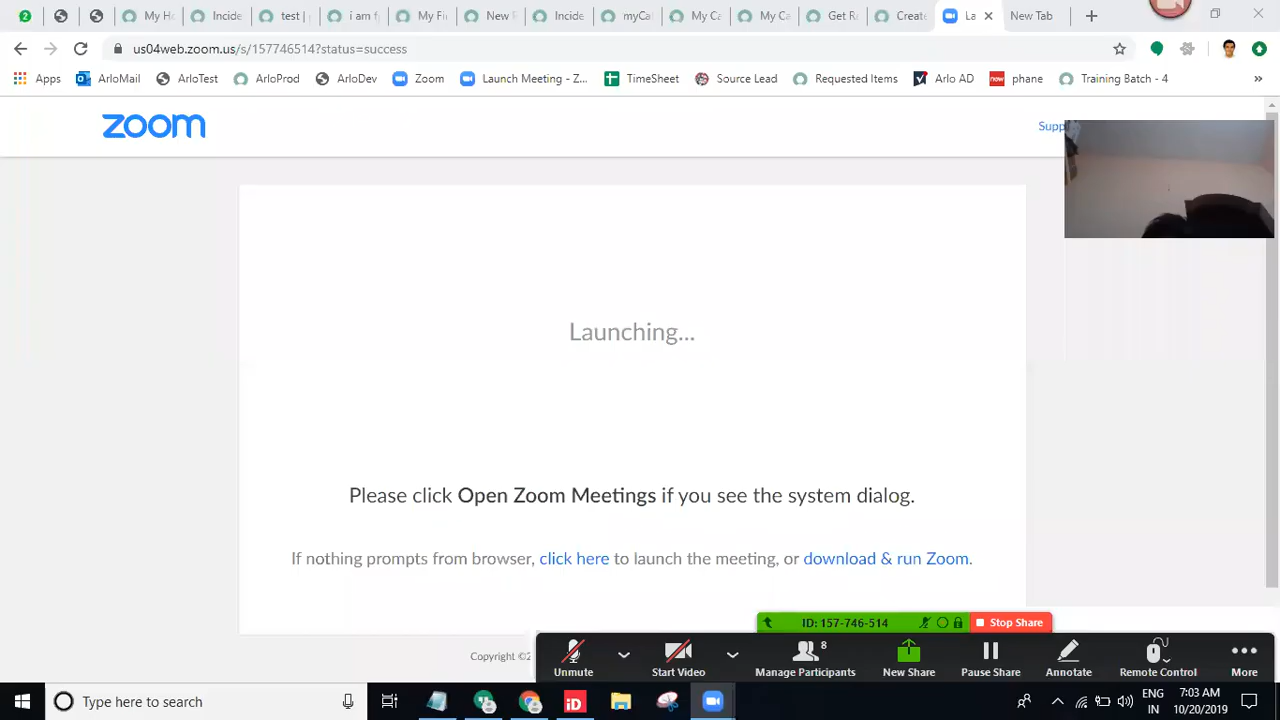 2
My H
Incide
test |
i am f
My Fi
New
Incide
myCa
My C
My Ca
Get R
Create
La
New Tab
us04web.zoom.us/s/157746514?status=success
Apps
ArloMail
ArloTest
ArloProd
ArloDev
Zoom
Launch Meeting - Z...
TimeSheet
Source Lead
Requested Items
Arlo AD
now
phane
Training Batch - 4
»
zoom
Supp
Launching...
Please click Open Zoom Meetings if you see the system dialog.
If nothing prompts from browser, click here to launch the meeting, or download & run Zoom.
ID: 157-746-514
Stop Share
Copyright ©2
Unmute
Start Video
8
Manage Participants
New Share
Pause Share
Annotate
Remote Control
More
Type here to search
iD
ENG
IN
7:03 AM
10/20/2019